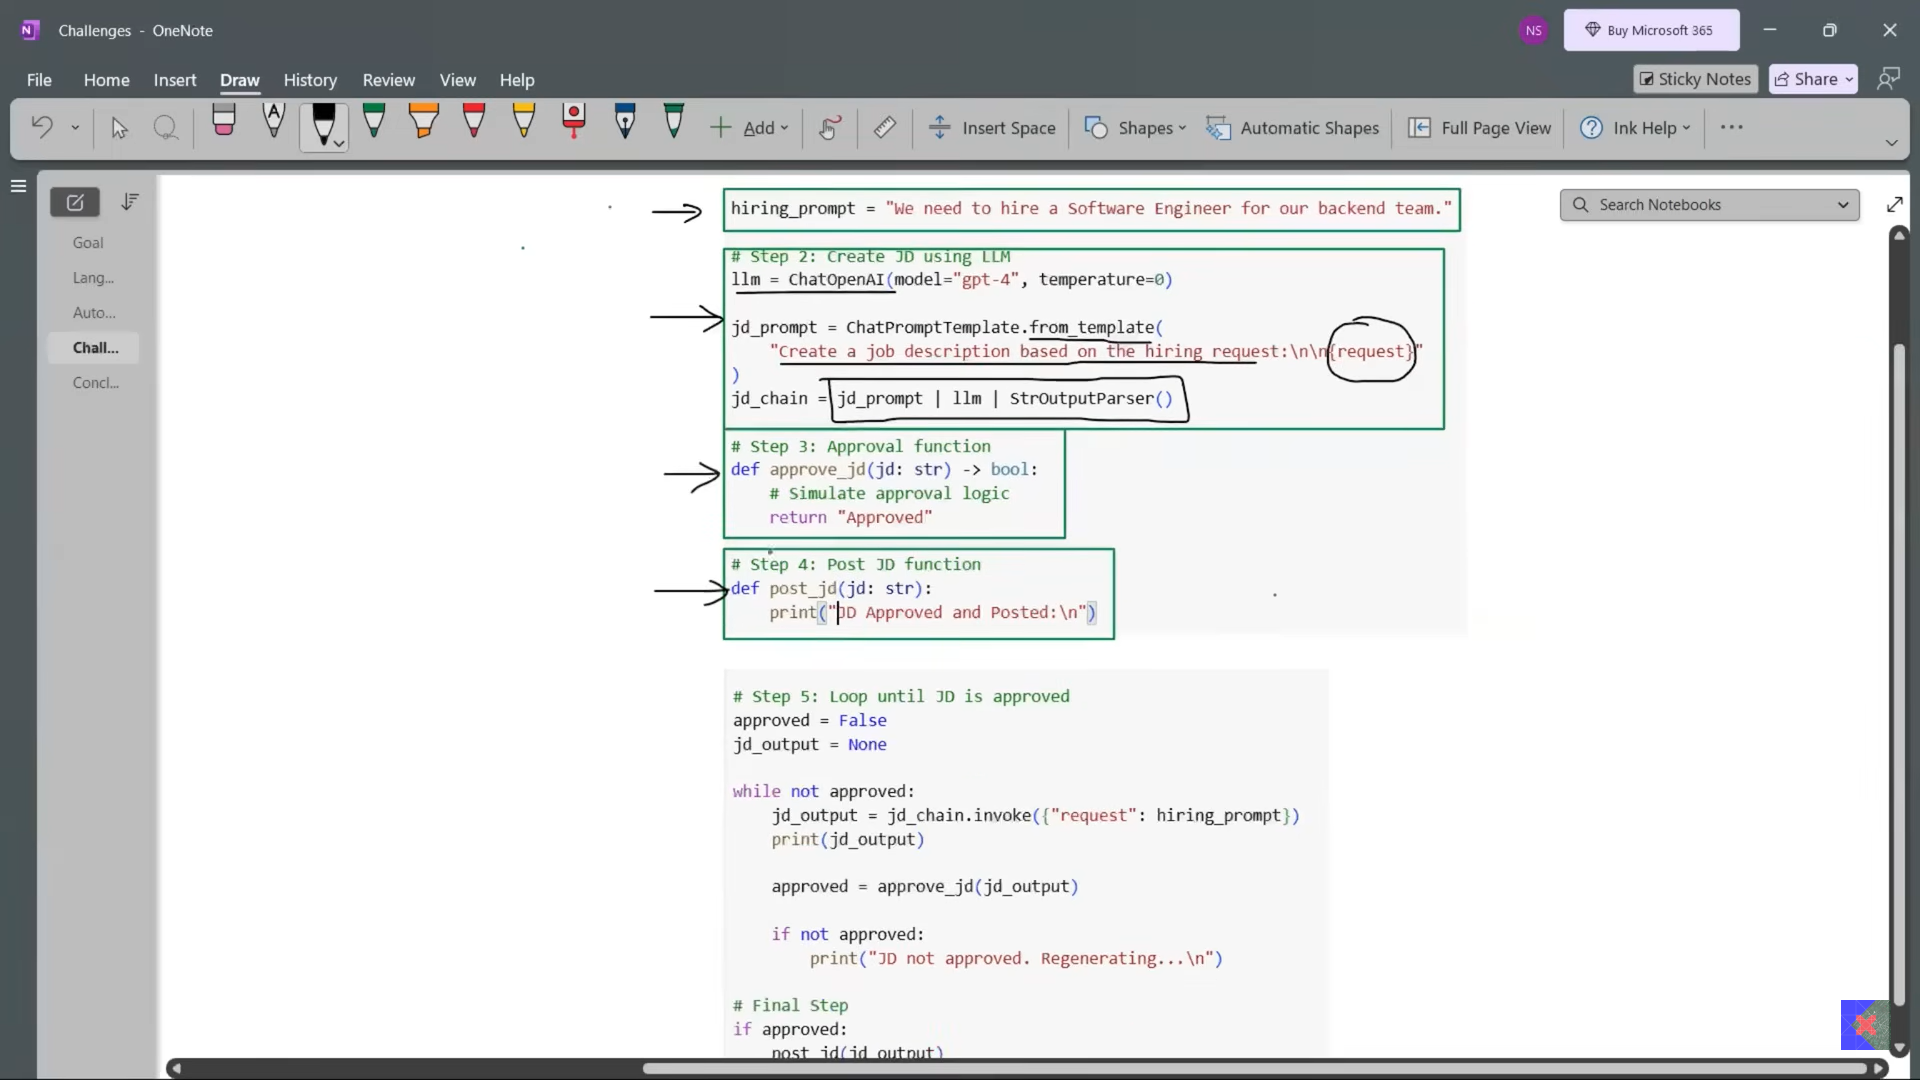 Challenges - OneNote
NS
Buy Microsoft 365
File Home Insert Draw History Review View Help
Sticky Notes
Share
Add
Insert Space
Shapes
Automatic Shapes
Full Page View
Ink Help
Search Notebooks
Goal
Lang...
Auto...
Chall...
Concl...
hiring_prompt = "We need to hire a Software Engineer for our backend team."
# Step 2: Create JD using LLM
llm = ChatOpenAI(model="gpt-4", temperature=0)
jd_prompt = ChatPromptTemplate.from_template(
    "Create a job description based on the hiring request:\n\n{request}"
)
jd_chain = jd_prompt | llm | StrOutputParser()
# Step 3: Approval function
def approve_jd(jd: str) -> bool:
    # Simulate approval logic
    return "Approved"
# Step 4: Post JD function
def post_jd(jd: str):
    print("JD Approved and Posted:\n")
# Step 5: Loop until JD is approved
approved = False
jd_output = None
while not approved:
    jd_output = jd_chain.invoke({"request": hiring_prompt})
    print(jd_output)
    approved = approve_jd(jd_output)
    if not approved:
        print("JD not approved. Regenerating...\n")
# Final Step
if approved:
    post_jd(jd_output)